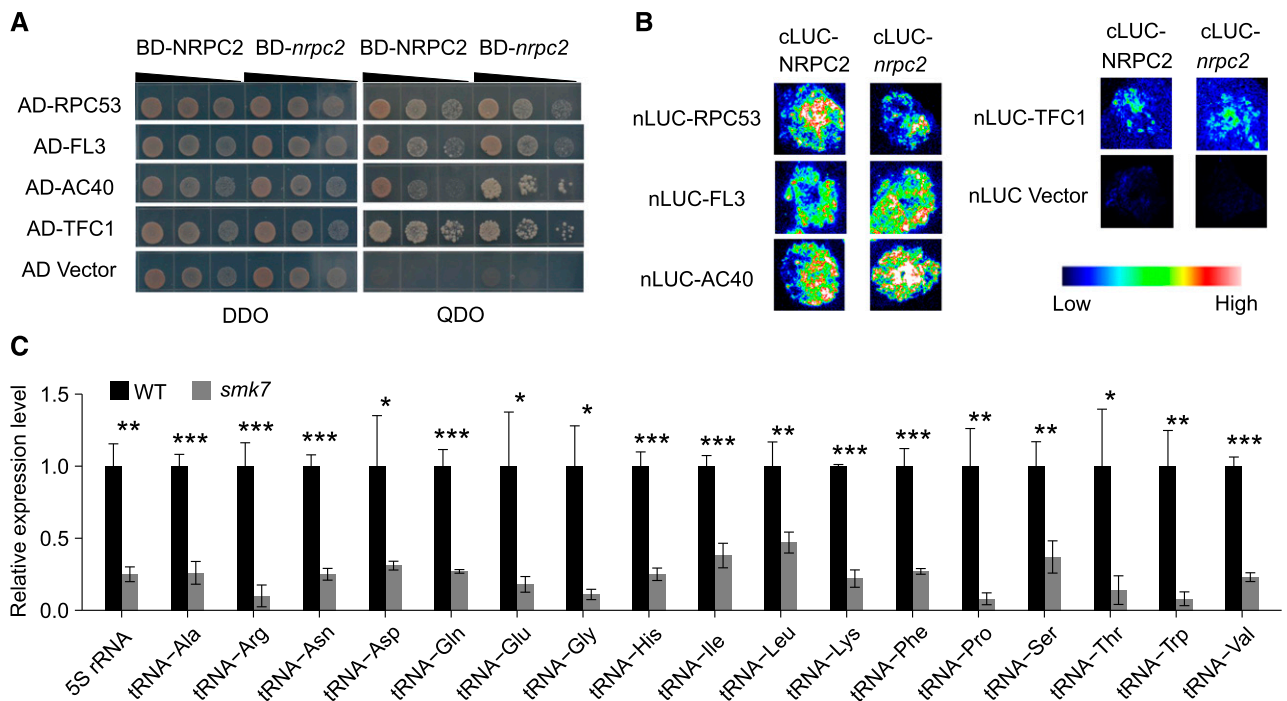 A
BD-NRPC2 BD-nrpc2 BD-NRPC2 BD-nrpc2
AD-RPC53
AD-FL3
AD-AC40
AD-TFC1
AD Vector
DDO QDO
B
cLUC-NRPC2
cLUC-nrpc2
nLUC-RPC53
nLUC-FL3
nLUC-AC40
cLUC-NRPC2
cLUC-nrpc2
nLUC-TFC1
nLUC Vector
Low High
C
WT smk7
Relative expression level
1.5
1.0
0.5
0.0
** *** *** *** * *** * * *** *** ** *** *** ** ** * ** ***
5S rRNA
tRNA−Ala
tRNA−Arg
tRNA−Asn
tRNA−Asp
tRNA−Gln
tRNA−Glu
tRNA−Gly
tRNA−His
tRNA−Ile
tRNA−Leu
tRNA−Lys
tRNA−Phe
tRNA−Pro
tRNA−Ser
tRNA−Thr
tRNA−Trp
tRNA−Val